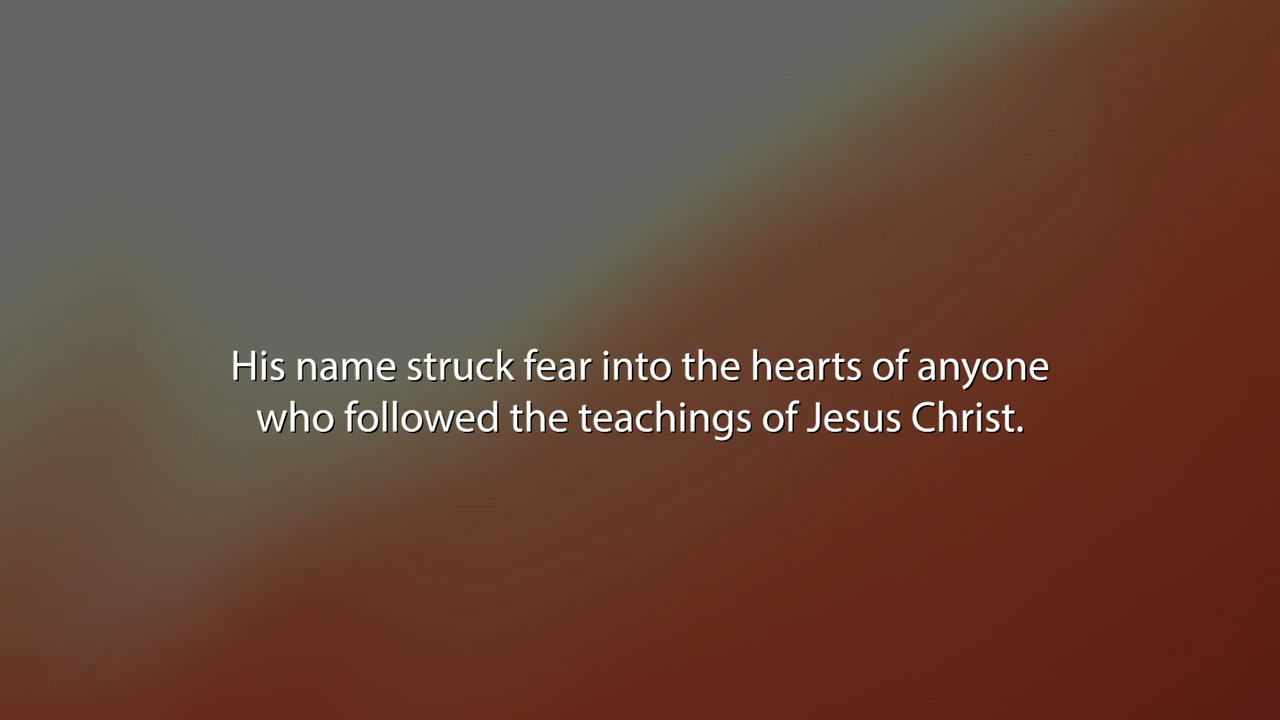 His name struck fear into the hearts of anyone
who followed the teachings of Jesus Christ.